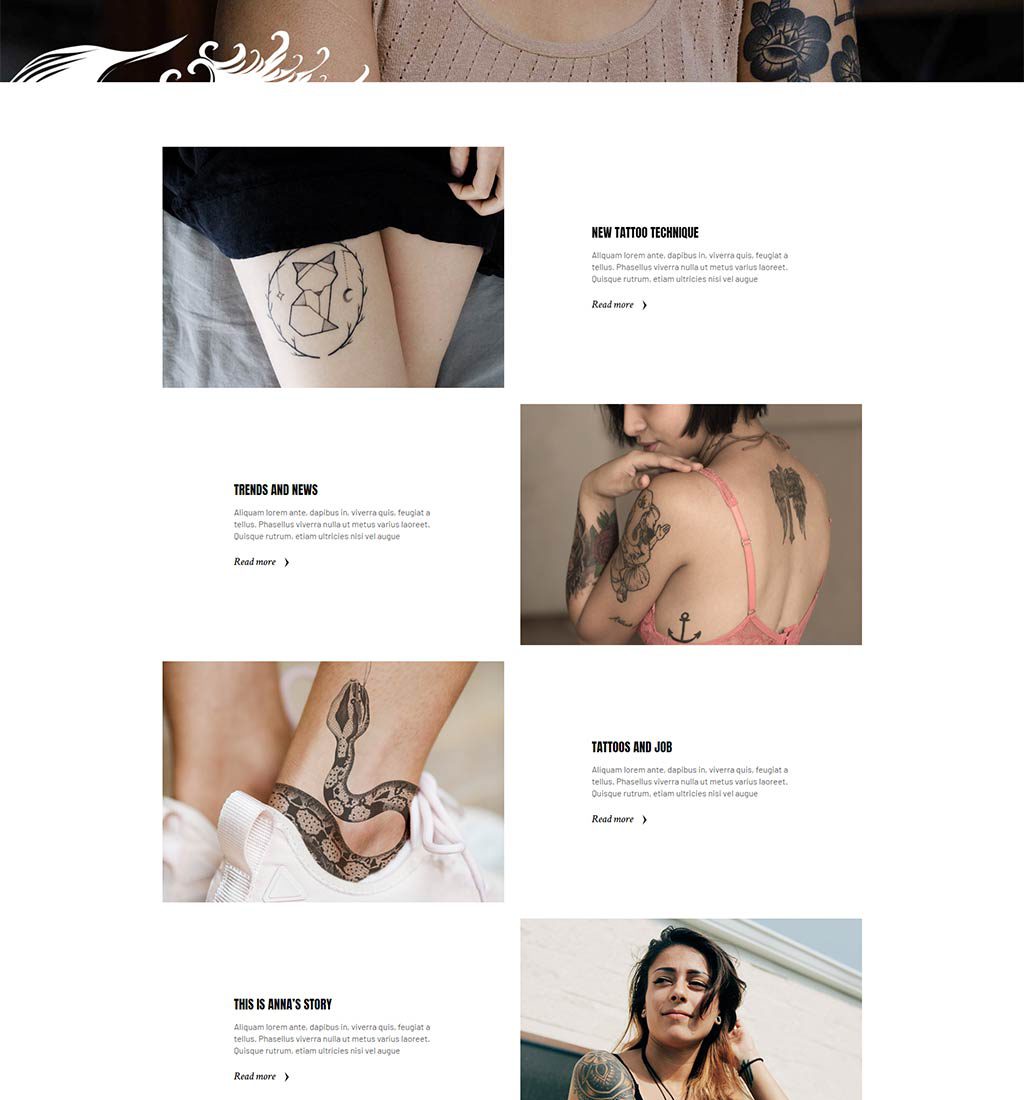 NEW TATTOO TECHNIQUE
Aliquam lorem ante, dapibus in, viverra quis, feugiat a
tellus. Phasellus viverra nulla ut metus varius laoreet.
Quisque rutrum. etiam ultricies nisi vel augue
Read more
TRENDS AND NEWS
Aliquam lorem ante, dapibus in, viverra quis, feugiat a
tellus. Phasellus viverra nulla ut metus varius laoreet.
Quisque rutrum. etiam ultricies nisi vel augue
Read more
TATTOOS AND JOB
Aliquam lorem ante, dapibus in, viverra quis, feugiat a
tellus. Phasellus viverra nulla ut metus varius laoreet.
Quisque rutrum. etiam ultricies nisi vel augue
Read more
THIS IS ANNA'S STORY
Aliquam lorem ante, dapibus in, viverra quis, feugiat a
tellus. Phasellus viverra nulla ut metus varius laoreet.
Quisque rutrum. etiam ultricies nisi vel augue
Read more